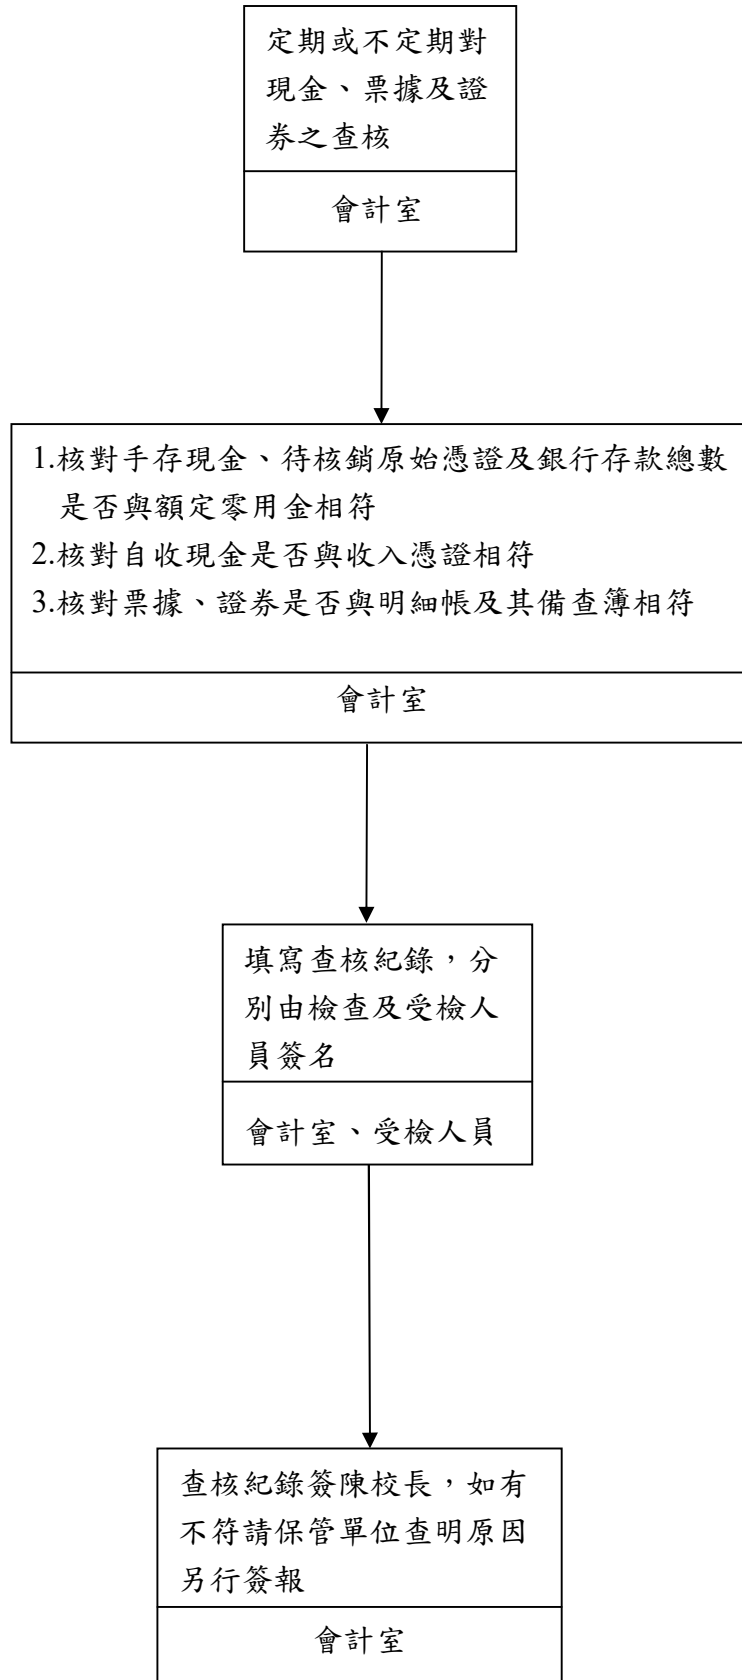 定期或不定期對
現金、票據及證
券之查核
會計室
1.核對手存現金、待核銷原始憑證及銀行存款總數
是否與額定零用金相符
2.核對自收現金是否與收入憑證相符
3.核對票據、證券是否與明細帳及其備查簿相符
會計室
填寫查核紀錄，分
別由檢查及受檢人
員簽名
會計室、受檢人員
查核紀錄簽陳校長，如有
不符請保管單位查明原因
另行簽報
會計室